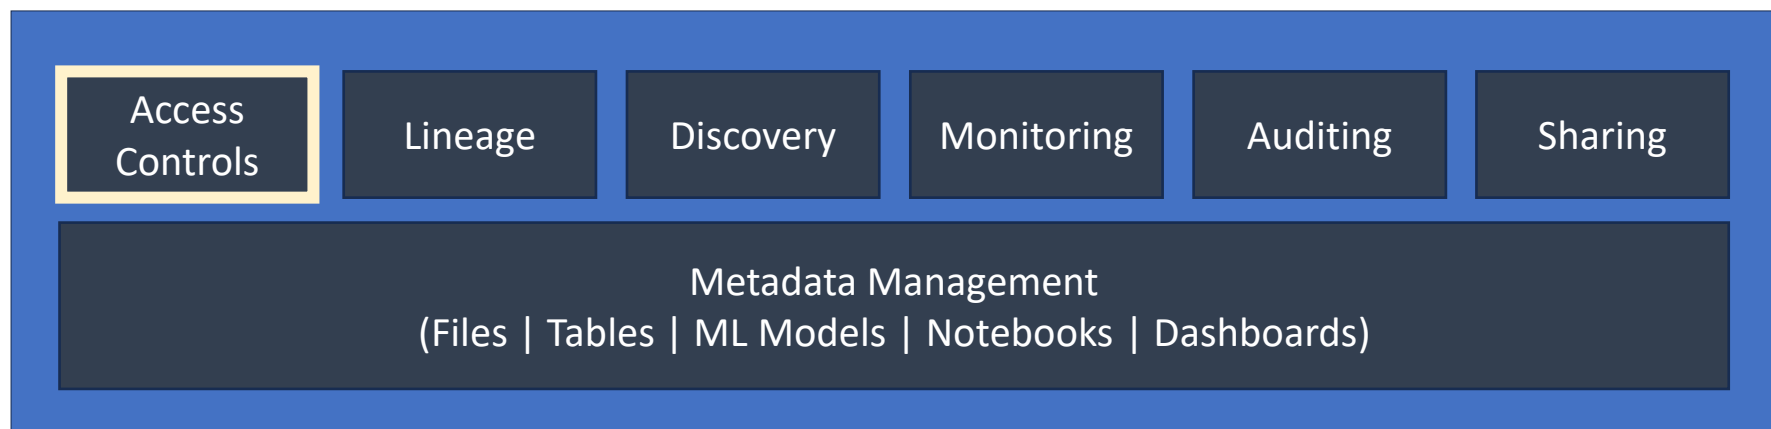 Access
Controls
Lineage
Discovery
Monitoring
Auditing
Sharing
Metadata Management
(Files | Tables | ML Models | Notebooks | Dashboards)